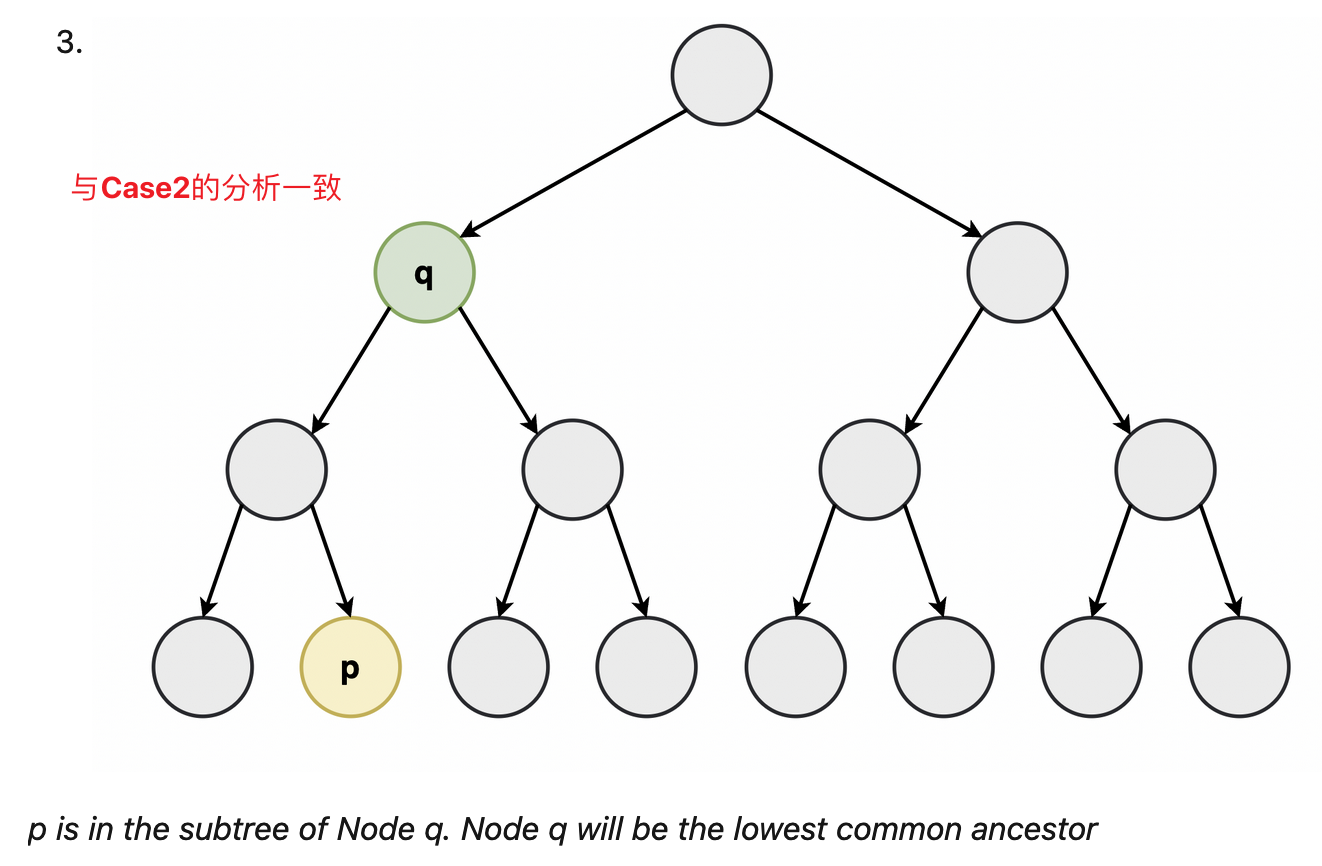 3.
与Case2的分析一致
q
p
p is in the subtree of Node q. Node q will be the lowest common ancestor